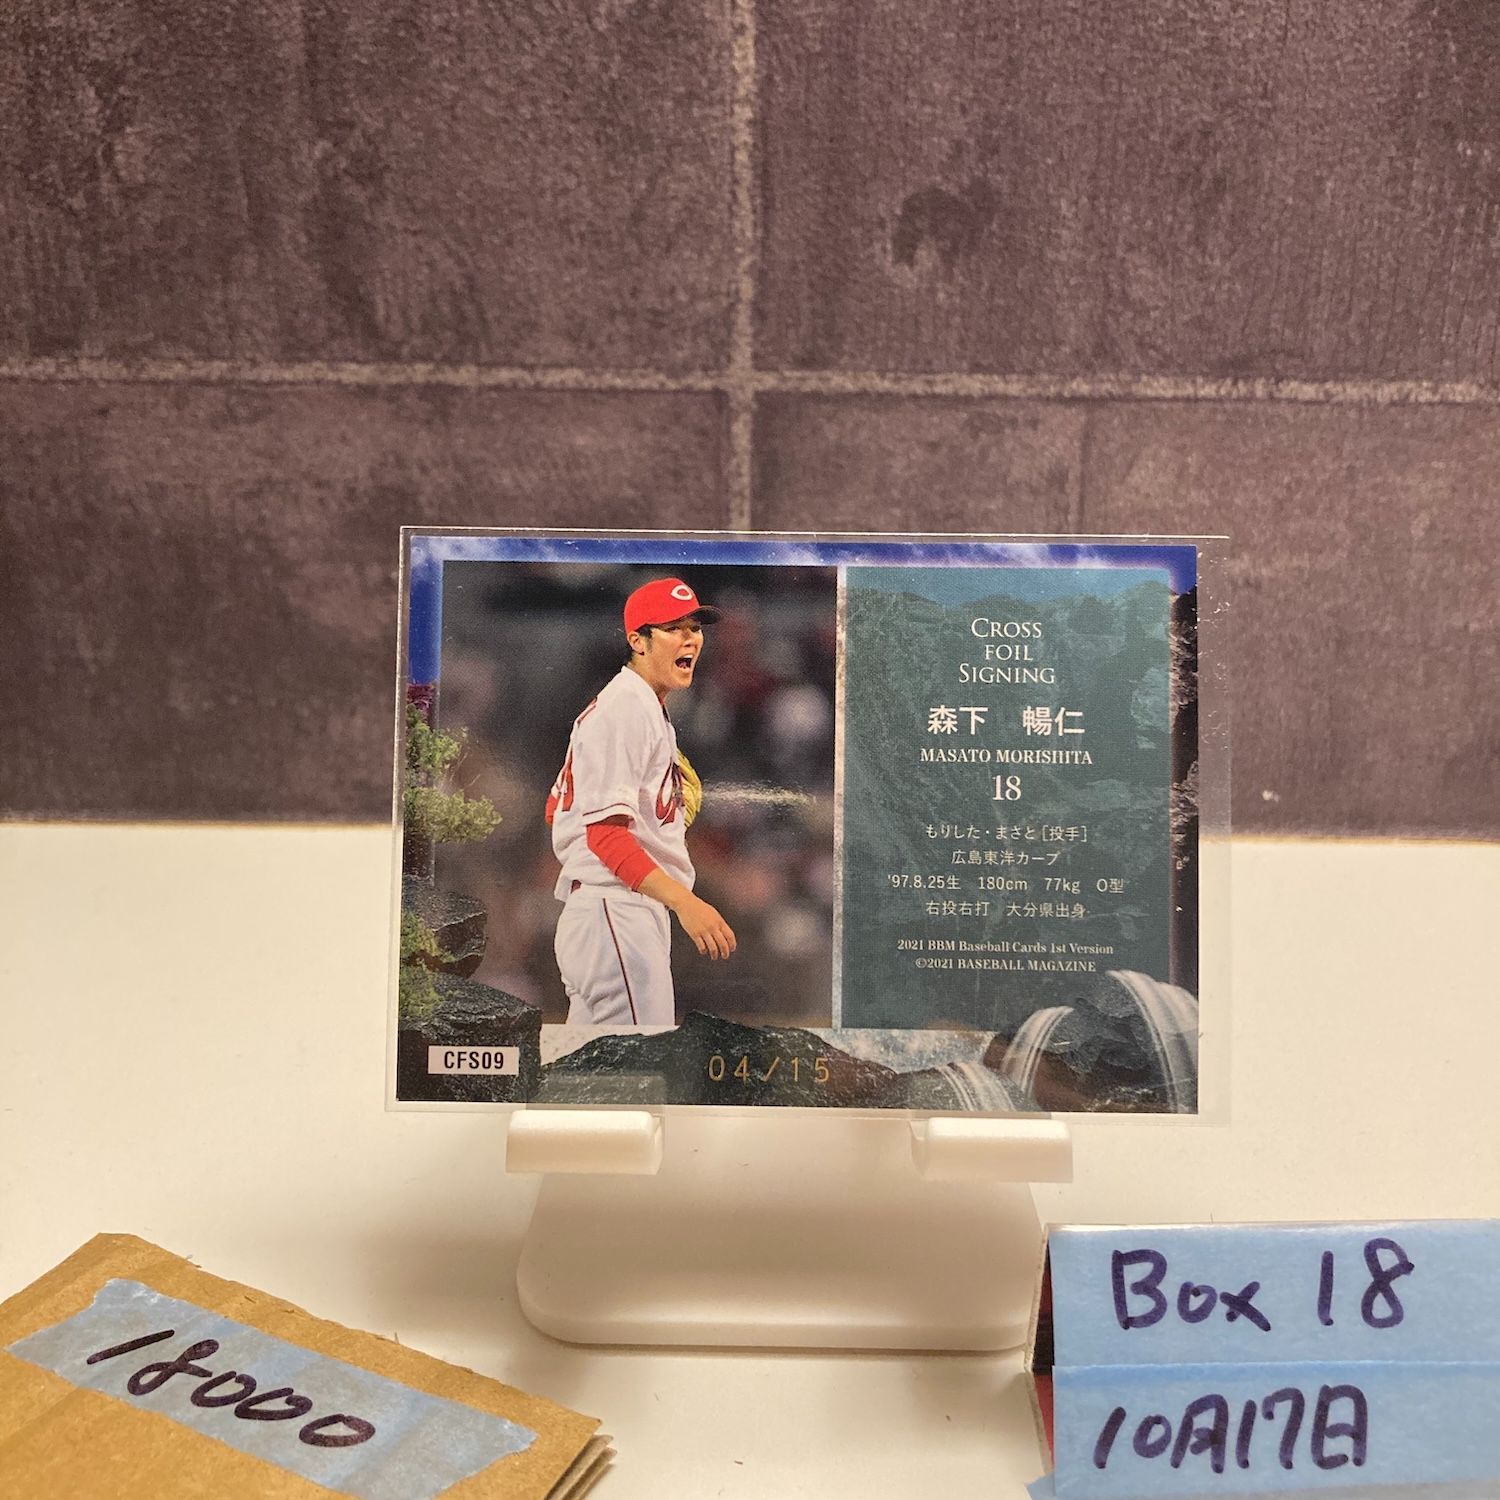 CROSS
FOIL
SIGNING
森下 暢仁
MASATO MORISHITA
18
もりした・まさと[投手]
広島東洋カープ
'97.8.25生 180cm 77kg O型
右投右打 大分県出身
2021 BBM Baseball Cards 1st Version
©2021 BASEBALL MAGAZINE
CFS09
04/15
18000
Box 18
10月17日